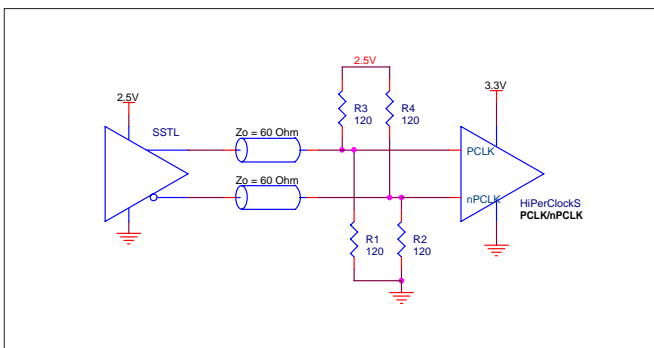 2.5V
3.3V
2.5V
SSTL
R3
120
R4
120
Zo = 60 Ohm
PCLK
Zo = 60 Ohm
nPCLK
HiPerClockS
PCLK/nPCLK
R1
120
R2
120